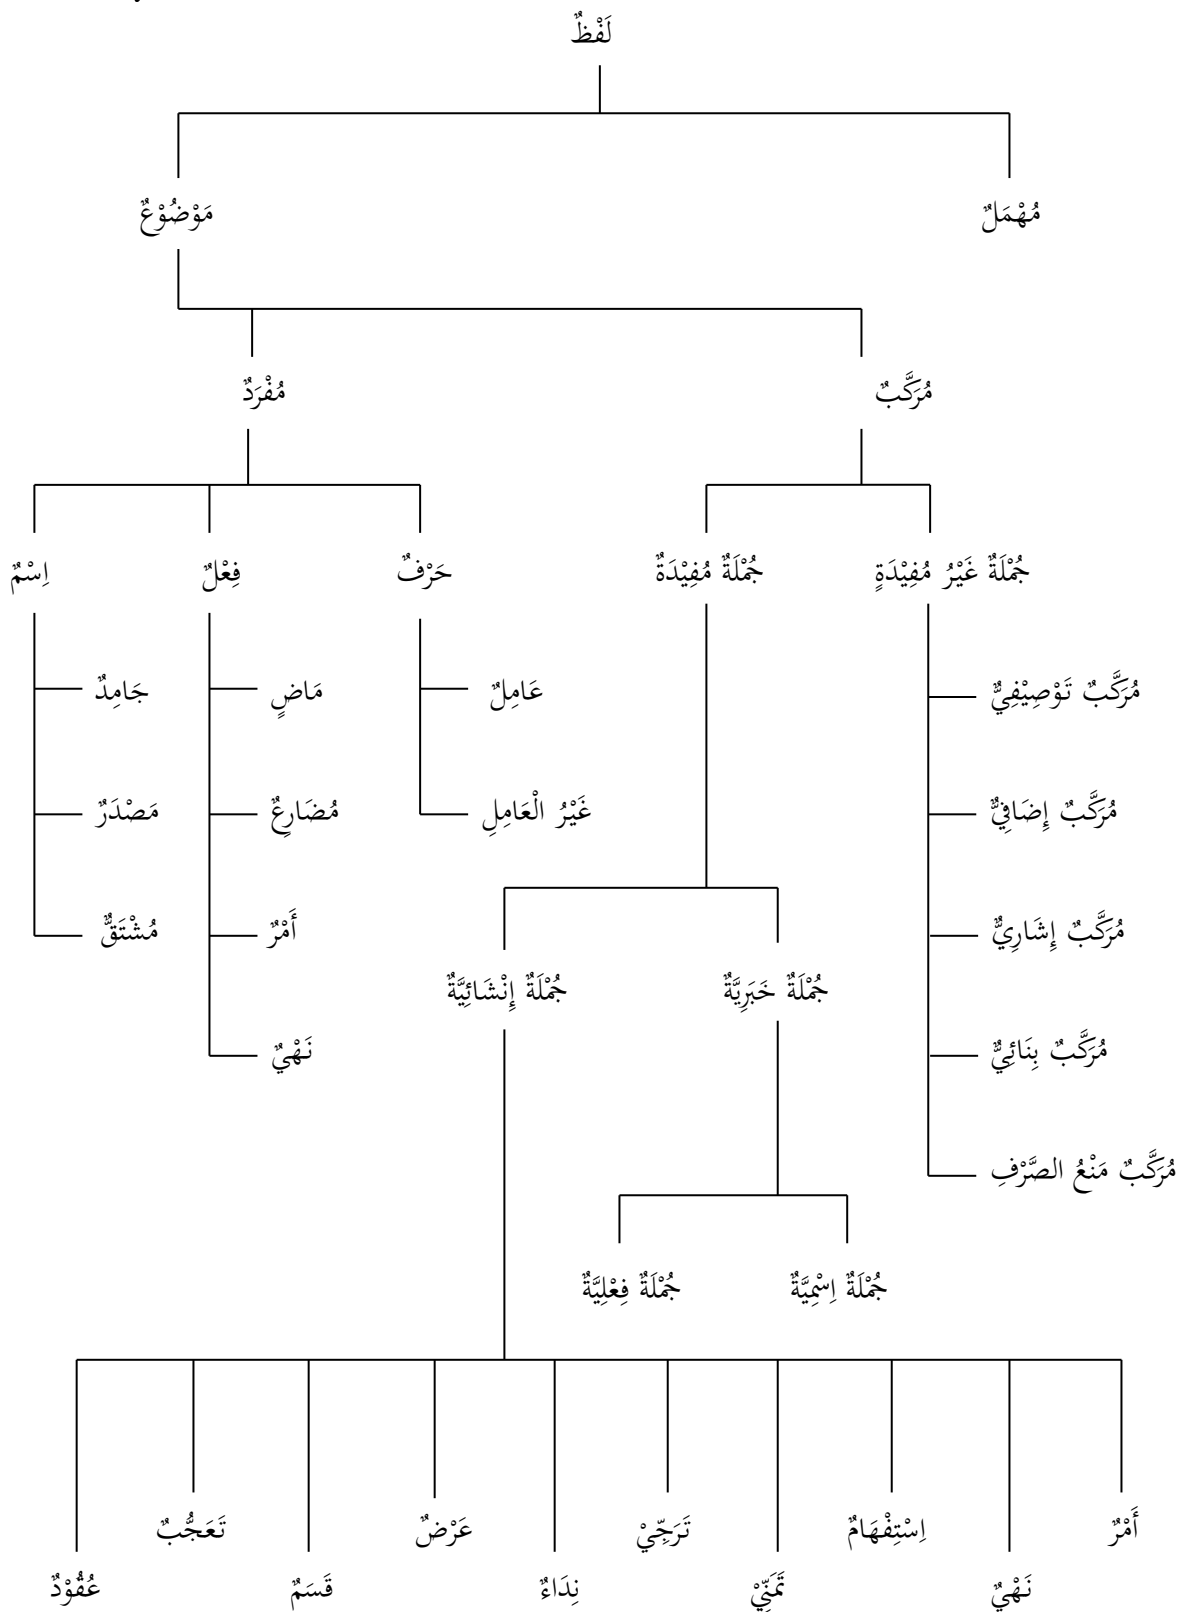 لَفْظٌ
مُهْمَلٌ مَوْضُوْعٌ
مُرَكَّبٌ مُفْرَدٌ
جُمْلَةٌ غَيْرُ مُفِيْدَةٍ جُمْلَةٌ مُفِيْدَةٌ حَرْفٌ فِعْلٌ اِسْمٌ
مُرَكَّبٌ تَوْصِيْفِيٌّ عَامِلٌ مَاضٍ جَامِدٌ
مُرَكَّبٌ إِضَافِيٌّ غَيْرُ الْعَامِلِ مُضَارِعٌ مَصْدَرٌ
مُرَكَّبٌ إِشَارِيٌّ أَمْرٌ مُشْتَقٌّ
جُمْلَةٌ خَبَرِيَّةٌ جُمْلَةٌ إِنْشَائِيَّةٌ
مُرَكَّبٌ بِنَائِيٌّ نَهْيٌ
مُرَكَّبٌ مَنْعُ الصَّرْفِ
جُمْلَةٌ اِسْمِيَّةٌ جُمْلَةٌ فِعْلِيَّةٌ
أَمْرٌ اِسْتِفْهَامٌ تَرَجِّيْ عَرْضٌ تَعَجُّبٌ
نَهْيٌ تَمَنِّيْ نِدَاءٌ قَسَمٌ عُقُوْدٌ